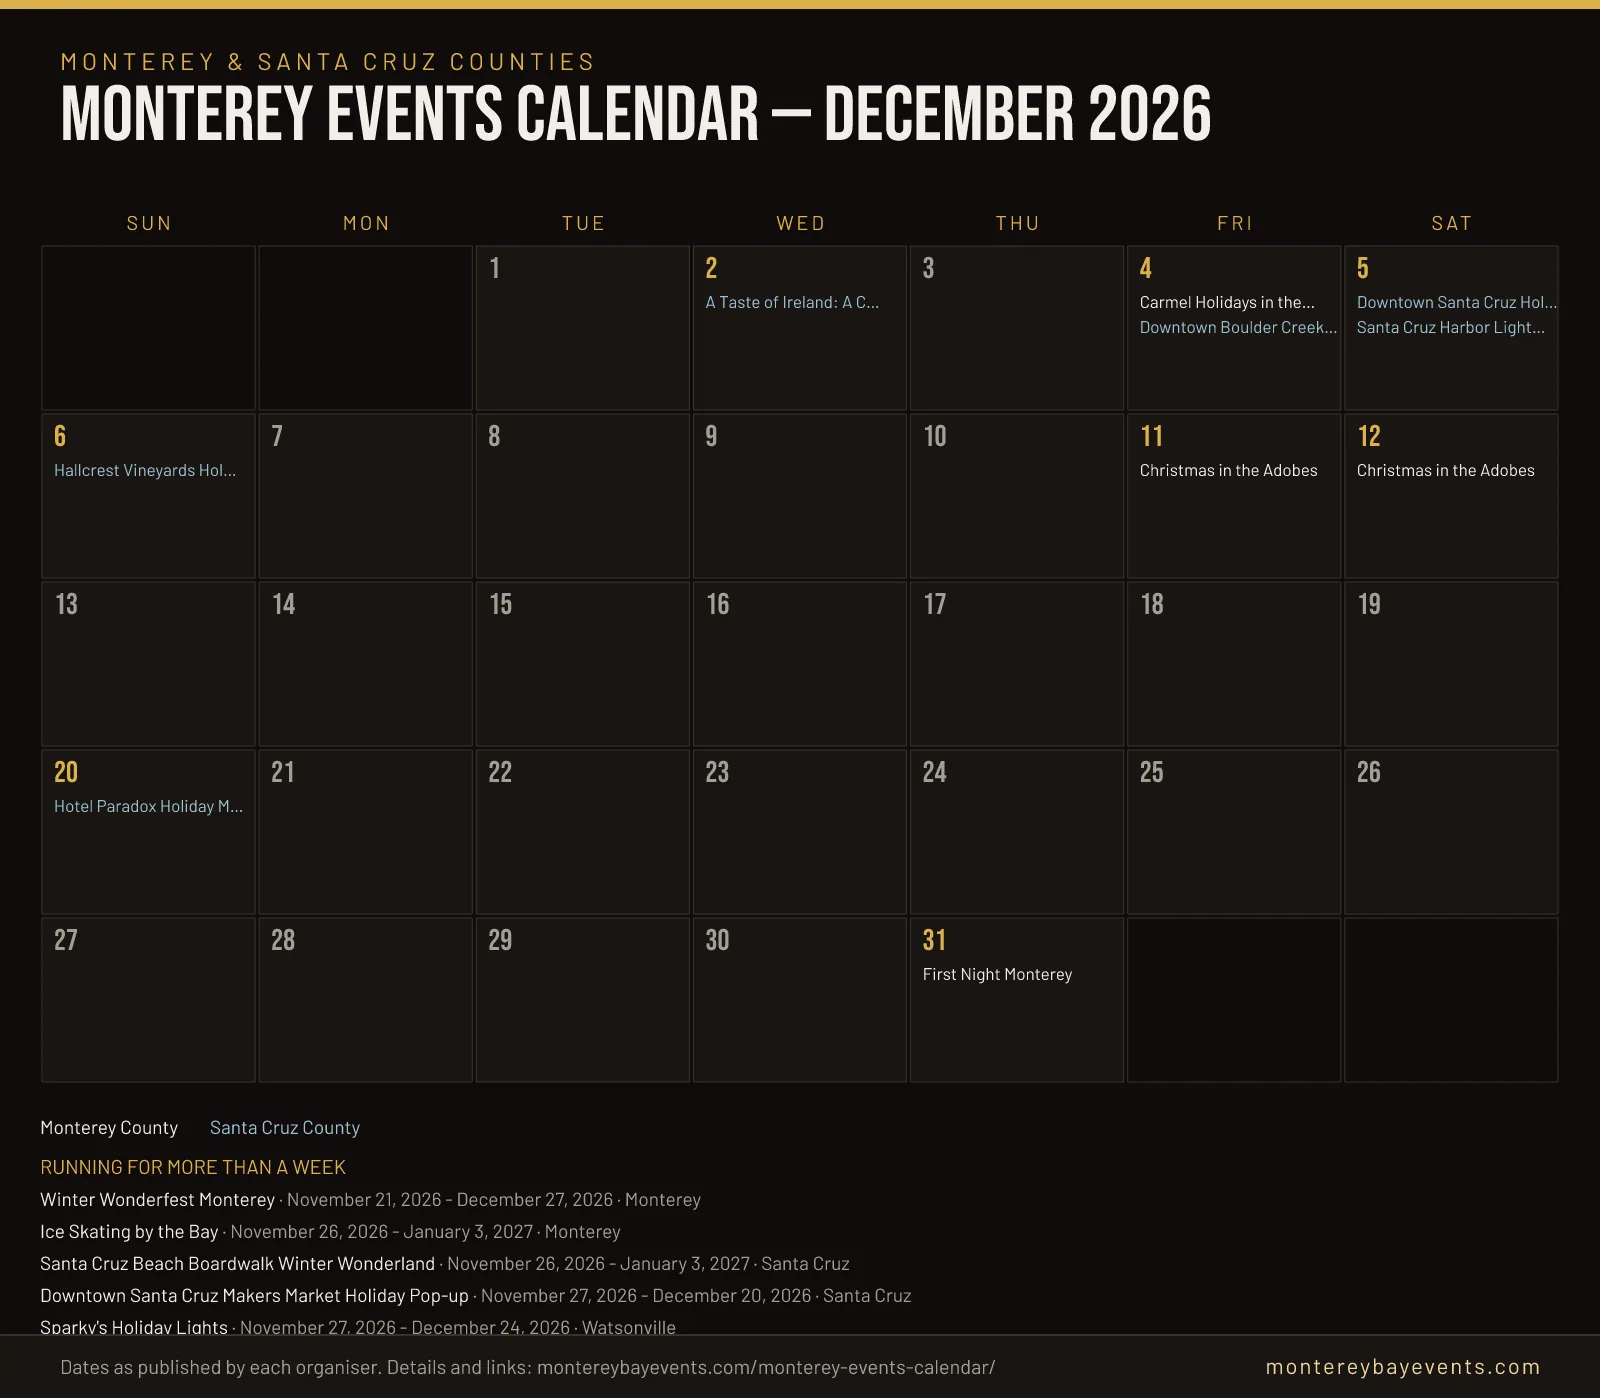 MONTEREY & SANTA CRUZ COUNTIES
MONTEREY EVENTS CALENDAR — DECEMBER 2026
SUN MON TUE WED THU FRI SAT
1 2 3 4 5
A Taste of Ireland: A C... Carmel Holidays in the... Downtown Santa Cruz Hol...
Downtown Boulder Creek... Santa Cruz Harbor Light...
6 7 8 9 10 11 12
Hallcrest Vineyards Hol... Christmas in the Adobes Christmas in the Adobes
13 14 15 16 17 18 19
20 21 22 23 24 25 26
Hotel Paradox Holiday M...
27 28 29 30 31
First Night Monterey
Monterey County Santa Cruz County
RUNNING FOR MORE THAN A WEEK
Winter Wonderfest Monterey · November 21, 2026 - December 27, 2026 · Monterey
Ice Skating by the Bay · November 26, 2026 - January 3, 2027 · Monterey
Santa Cruz Beach Boardwalk Winter Wonderland · November 26, 2026 - January 3, 2027 · Santa Cruz
Downtown Santa Cruz Makers Market Holiday Pop-up · November 27, 2026 - December 20, 2026 · Santa Cruz
Sparky's Holiday Lights · November 27, 2026 - December 24, 2026 · Watsonville
Dates as published by each organiser. Details and links: montereybayevents.com/monterey-events-calendar/ montereybayevents.com